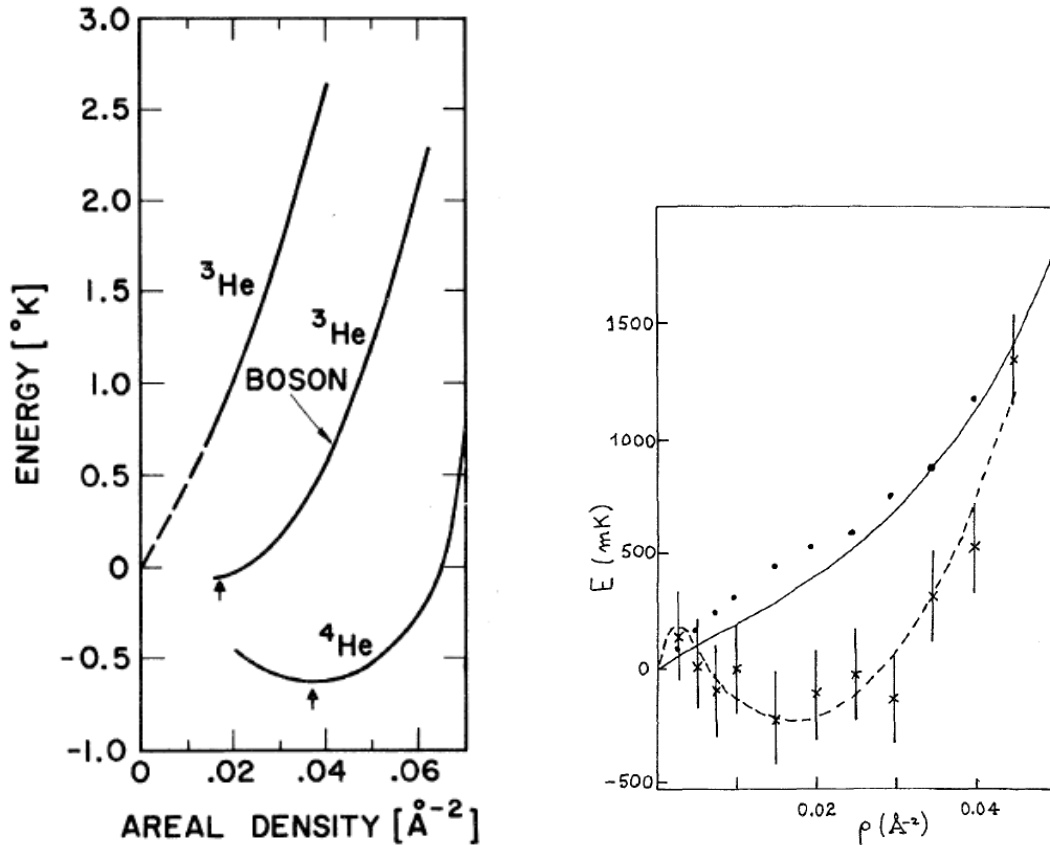 3.0
2.5
2.0
1.5
1.0
0.5
0
-0.5
-1.0
ENERGY [°K]
³He
³He
BOSON
⁴He
0 .02 .04 .06
AREAL DENSITY [Å⁻²]
1500
1000
500
0
-500
E (mK)
0.02 0.04
ρ (Å⁻²)